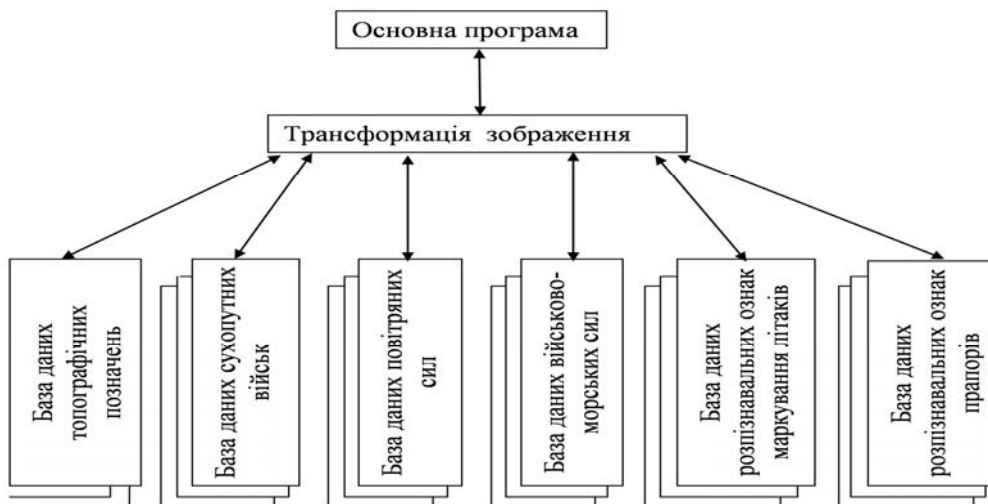 Основна програма
Трансформація зображення
База даних
топографічних
позначень
База даних сухопутних
військ
База даних повітряних
сил
База даних військово-
морських сил
База даних
розпізнавальних ознак
маркування літаків
База даних
розпізнавальних ознак
прапорів